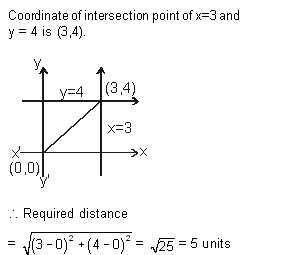 Coordinate of intersection point of x=3 and
y = 4 is (3,4).
y
y=4
(3,4)
x=3
x'
x
(0,0)
y'
∴ Required distance
= √((3−0)² + (4−0)²) = √25 = 5 units